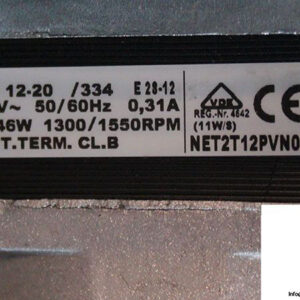 12-20 /334 E 28-12
V~ 50/60Hz 0,31A
46W 1300/1550RPM
T.TERM. CL.B
VDE
REG.-Nr. 4642
(11W/8)
CE
NET2T12PVN0